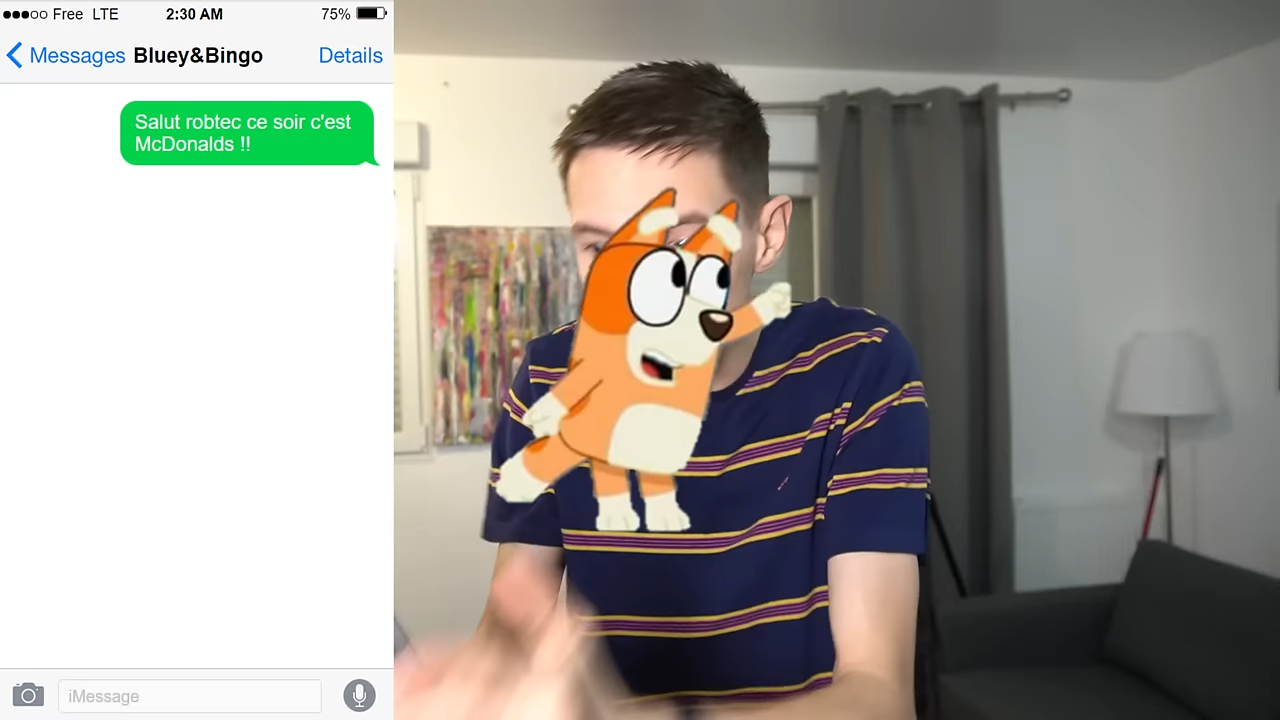 ●●●○○ Free LTE 2:30 AM 75%
Messages Bluey&Bingo Details
Salut robtec ce soir c'est
McDonalds !!
iMessage